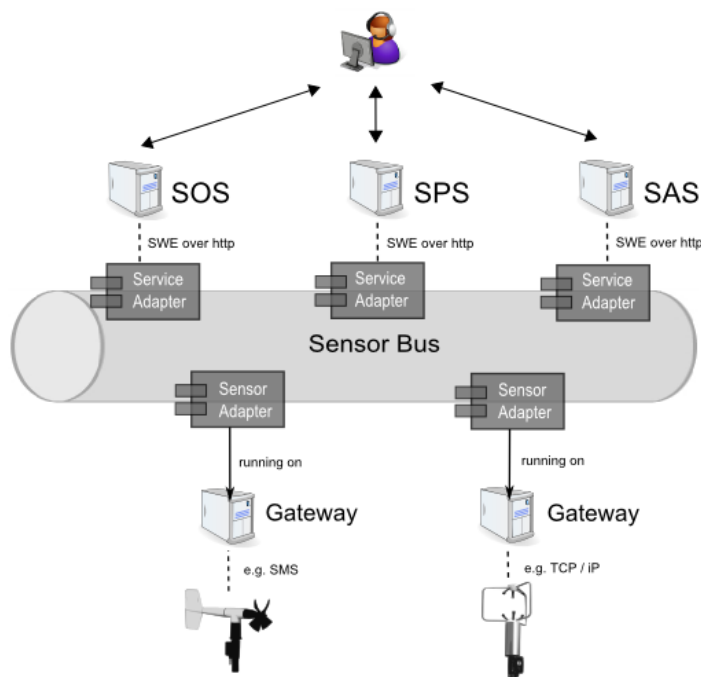 SOS
SPS
SAS
SWE over http
SWE over http
SWE over http
Service
Adapter
Service
Adapter
Service
Adapter
Sensor Bus
Sensor
Adapter
Sensor
Adapter
running on
running on
Gateway
Gateway
e.g. SMS
e.g. TCP / iP